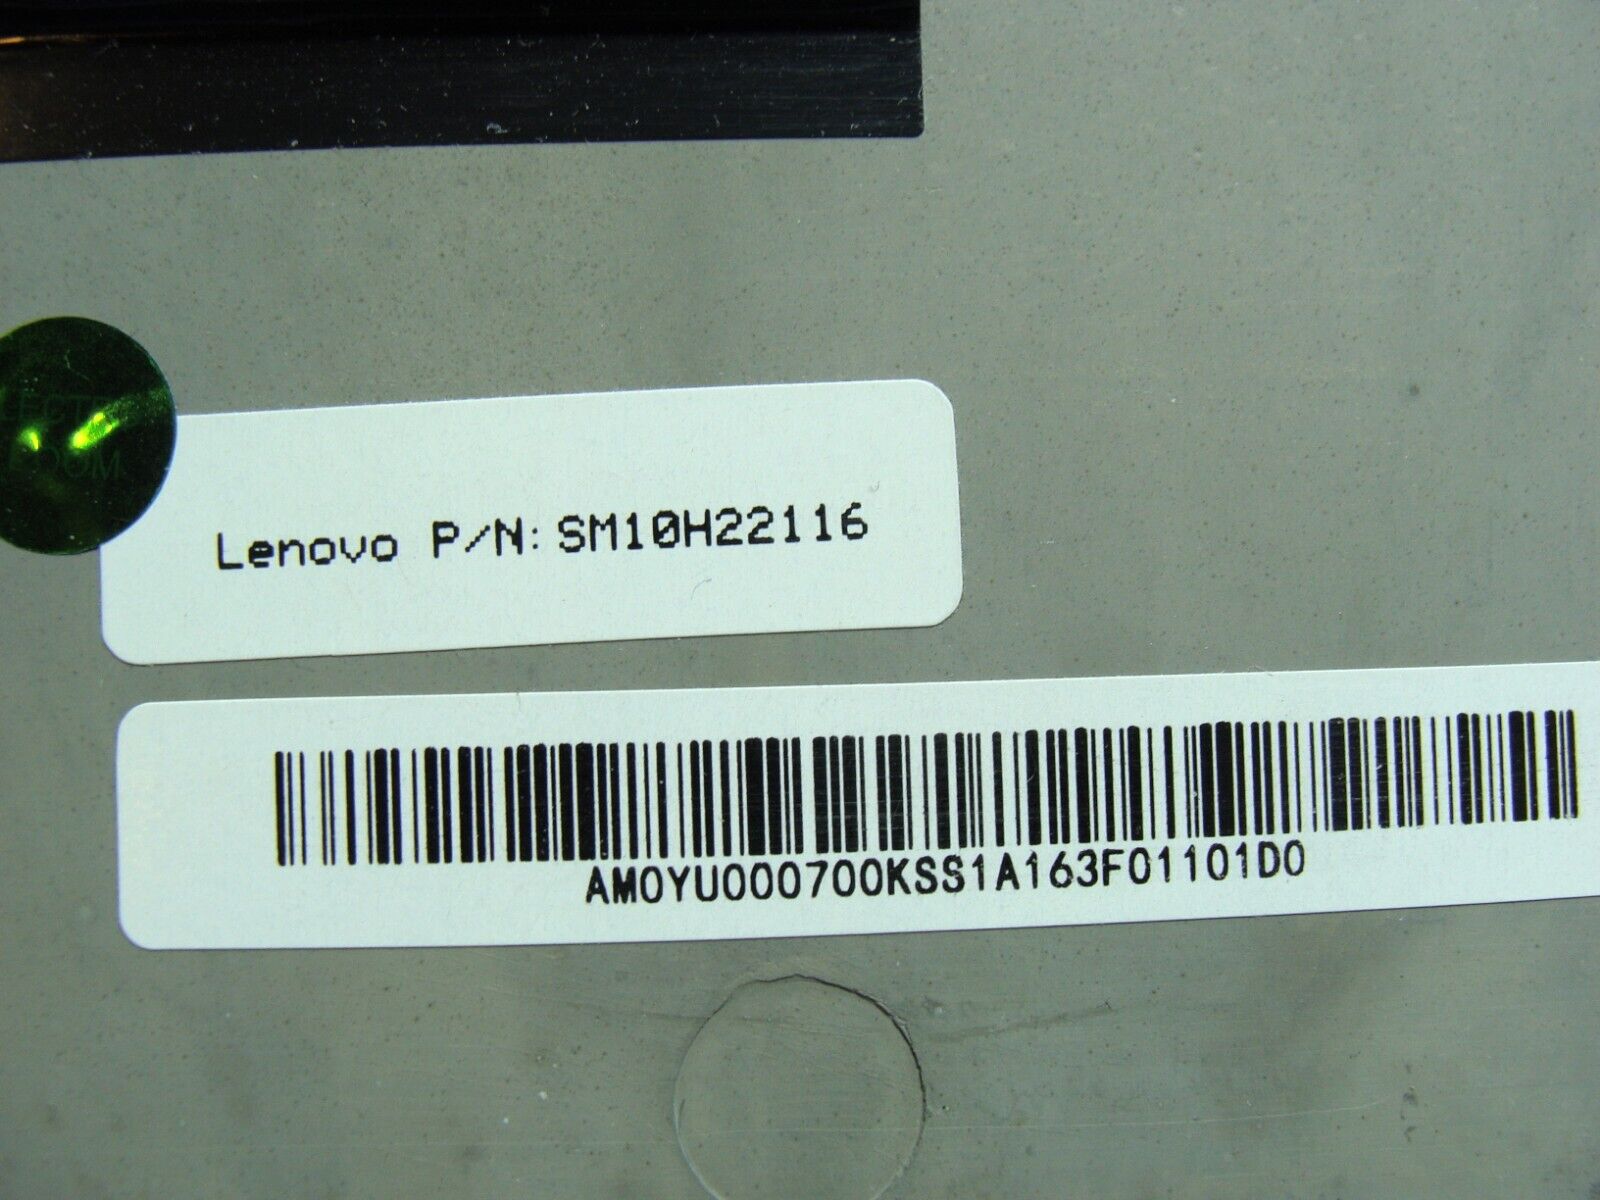 Lenovo P/N: SM10H22116
AM0YU000700KSS1A163F01101D0